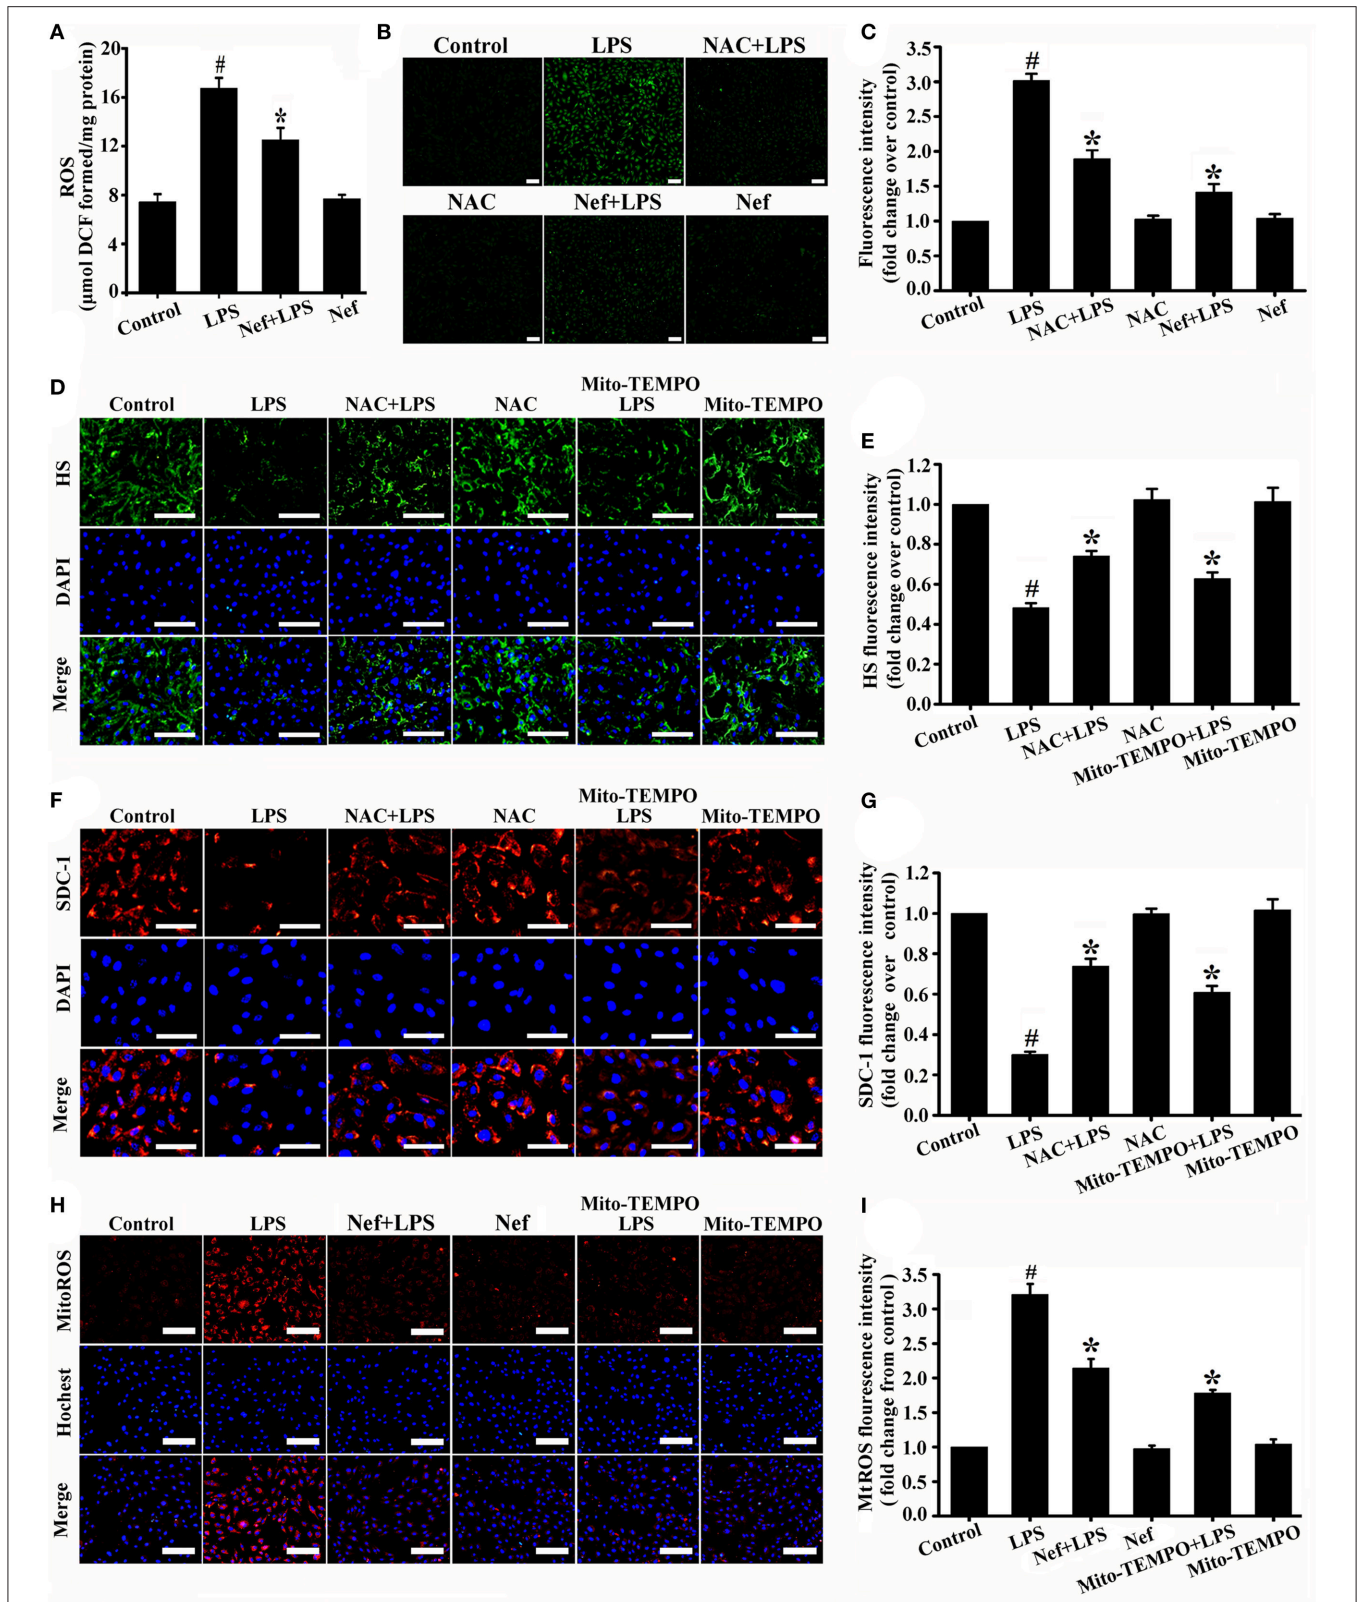 A
ROS
(µmol DCF formed/mg protein)
20
16
12
8
4
0
#
*
Control
LPS
Nef+LPS
Nef
B
Control
LPS
NAC+LPS
NAC
Nef+LPS
Nef
C
Fluorescence intensity
(fold change over control)
3.5
3.0
2.5
2.0
1.5
1.0
0.5
0.0
#
*
*
Control
LPS
NAC+LPS
NAC
Nef+LPS
Nef
D
Control
LPS
NAC+LPS
NAC
Mito-TEMPO
LPS
Mito-TEMPO
HS
DAPI
Merge
E
HS fluorescence intensity
(fold change over control)
1.2
1.0
0.8
0.6
0.4
0.2
0.0
#
*
*
Control
LPS
NAC+LPS
NAC
Mito-TEMPO+LPS
Mito-TEMPO
F
Control
LPS
NAC+LPS
NAC
Mito-TEMPO
LPS
Mito-TEMPO
SDC-1
DAPI
Merge
G
SDC-1 fluorescence intensity
(fold change over control)
1.2
1.0
0.8
0.6
0.4
0.2
0.0
#
*
*
Control
LPS
NAC+LPS
NAC
Mito-TEMPO+LPS
Mito-TEMPO
H
Control
LPS
Nef+LPS
Nef
Mito-TEMPO
LPS
Mito-TEMPO
MitoROS
Hochest
Merge
I
MtROS flourescence intensity
( fold change from control )
3.5
3.0
2.5
2.0
1.5
1.0
0.5
0.0
#
*
*
Control
LPS
Nef+LPS
Nef
Mito-TEMPO+LPS
Mito-TEMPO